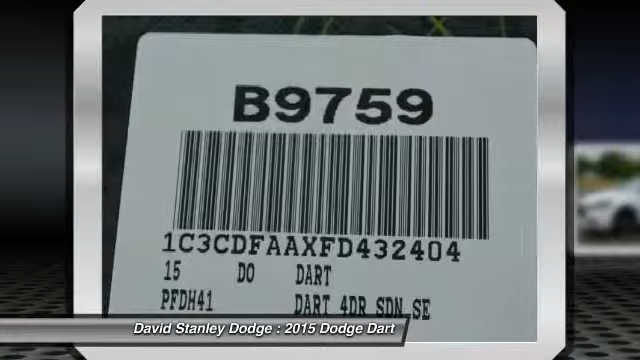 B9759
1C3CDFAAXFD432404
15 DO DART
PFDH41 DART 4DR SDN SE
David Stanley Dodge : 2015 Dodge Dart